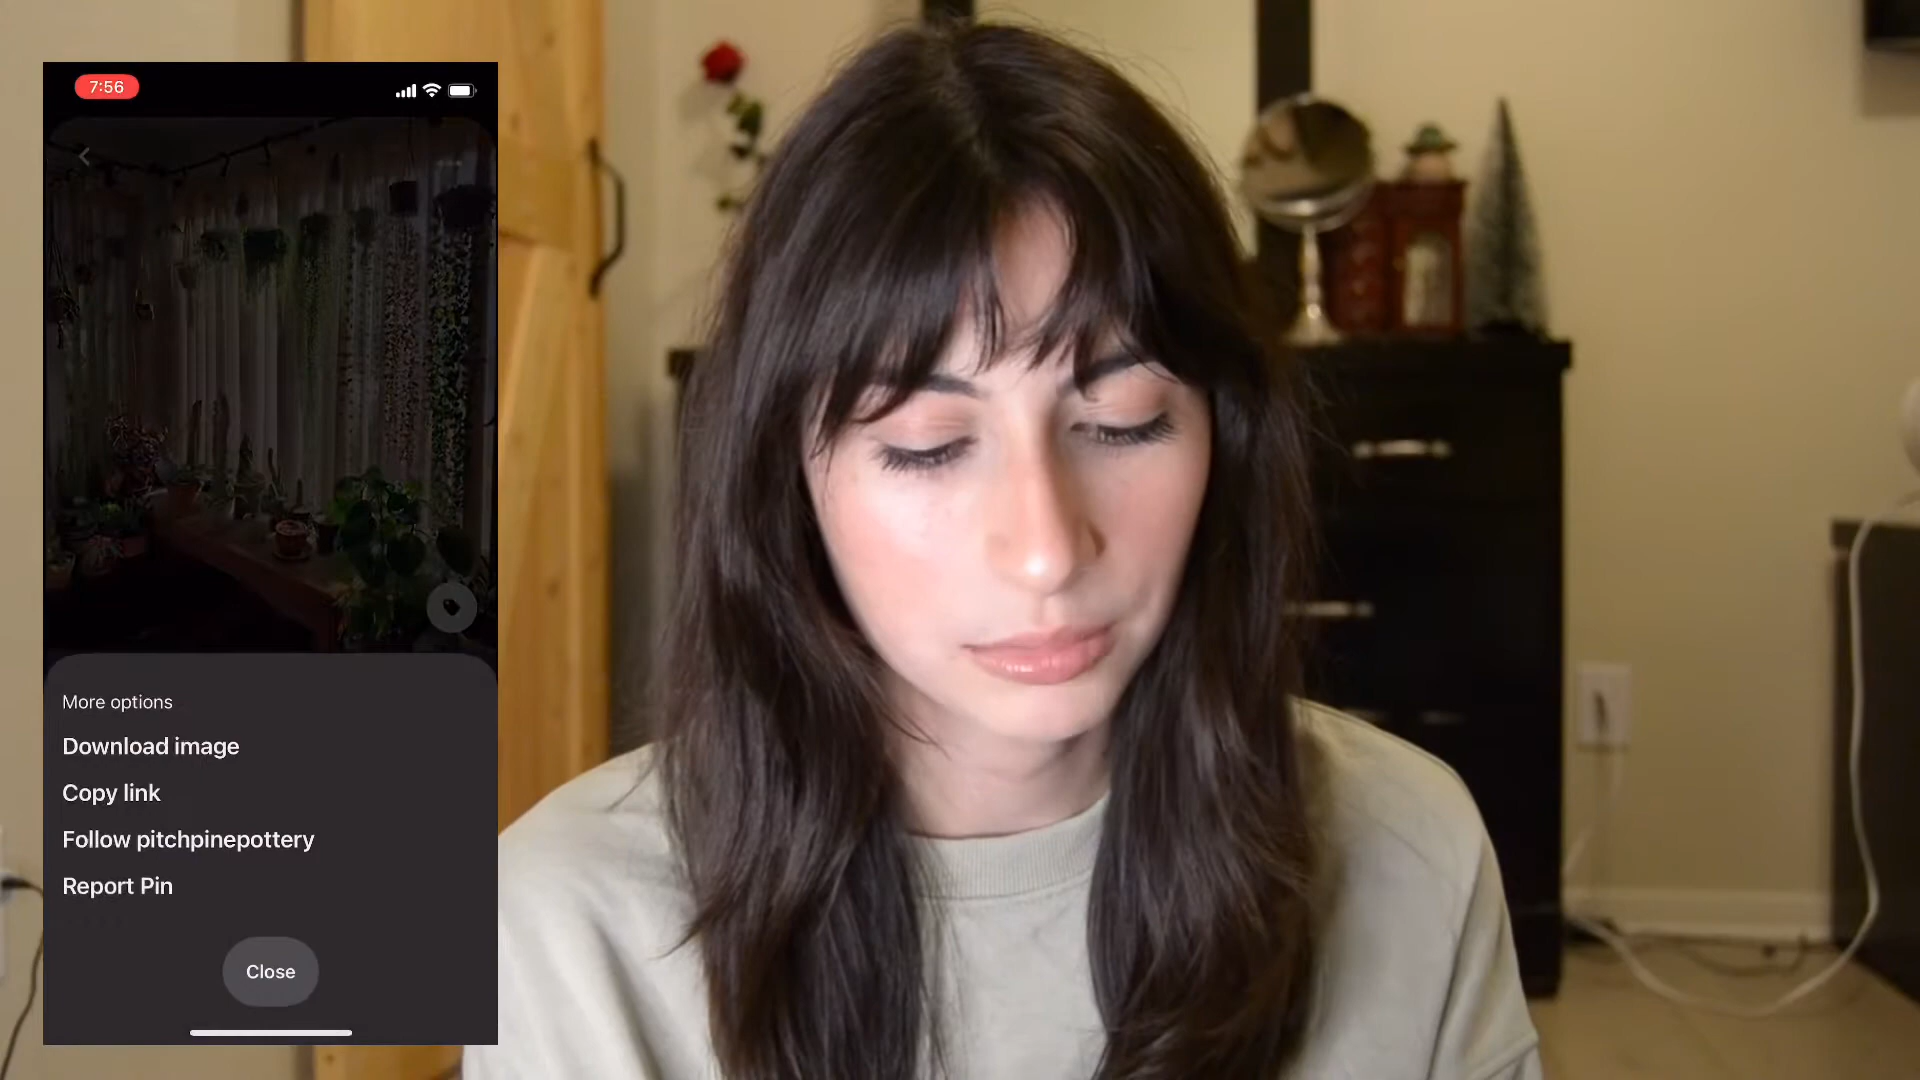 7:56
More options
Download image
Copy link
Follow pitchpinepottery
Report Pin
Close